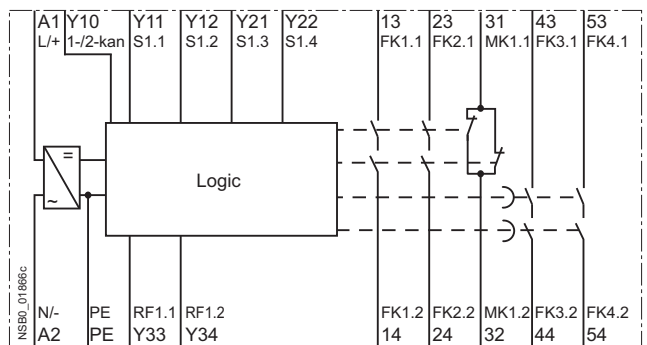 A1 Y10 Y11 Y12 Y21 Y22 13 23 31 43 53
L/+ 1-/2-kan S1.1 S1.2 S1.3 S1.4 FK1.1 FK2.1 MK1.1 FK3.1 FK4.1
=
~
Logic
NSB0_01866c
N/- PE RF1.1 RF1.2 FK1.2 FK2.2 MK1.2 FK3.2 FK4.2
A2 PE Y33 Y34 14 24 32 44 54